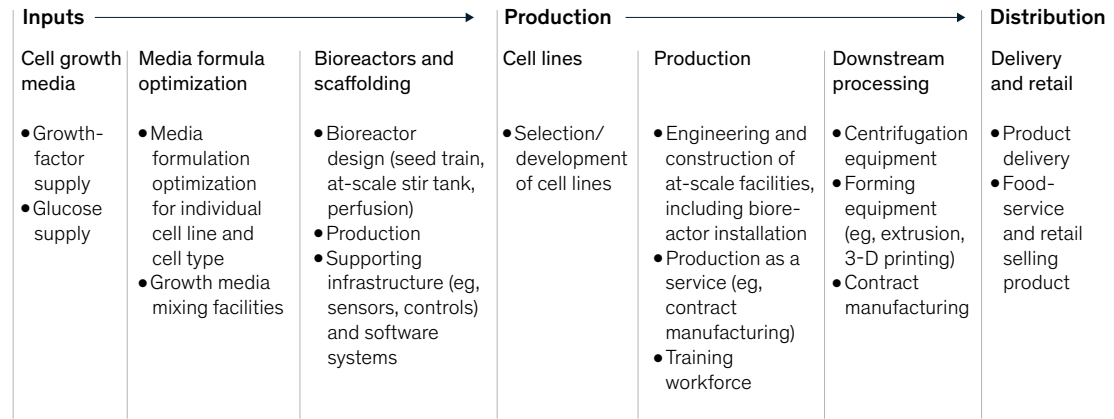 Inputs
Production
Distribution
Cell growth
media
● Growth-
factor
supply
● Glucose
supply
Media formula
optimization
● Media
formulation
optimization
for individual
cell line and
cell type
● Growth media
mixing facilities
Bioreactors and
scaffolding
● Bioreactor
design (seed train,
at-scale stir tank,
perfusion)
● Production
● Supporting
infrastructure (eg,
sensors, controls)
and software
systems
Cell lines
● Selection/
development
of cell lines
Production
● Engineering and
construction of
at-scale facilities,
including biore-
actor installation
● Production as a
service (eg,
contract
manufacturing)
● Training
workforce
Downstream
processing
● Centrifugation
equipment
● Forming
equipment
(eg, extrusion,
3-D printing)
● Contract
manufacturing
Delivery
and retail
● Product
delivery
● Food-
service
and retail
selling
product